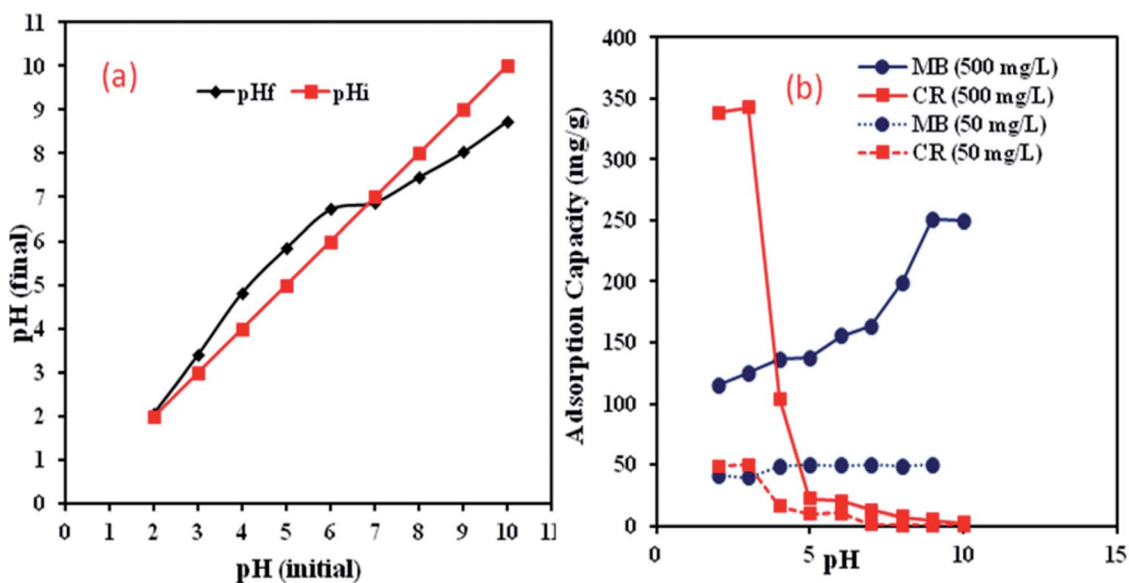 (a)
pHf
pHi
11
10
9
8
7
6
5
4
3
2
1
0
pH (final)
0 1 2 3 4 5 6 7 8 9 10 11
pH (initial)
(b)
MB (500 mg/L)
CR (500 mg/L)
MB (50 mg/L)
CR (50 mg/L)
400
350
300
250
200
150
100
50
0
Adsorption Capacity (mg/g)
0 5 10 15
pH